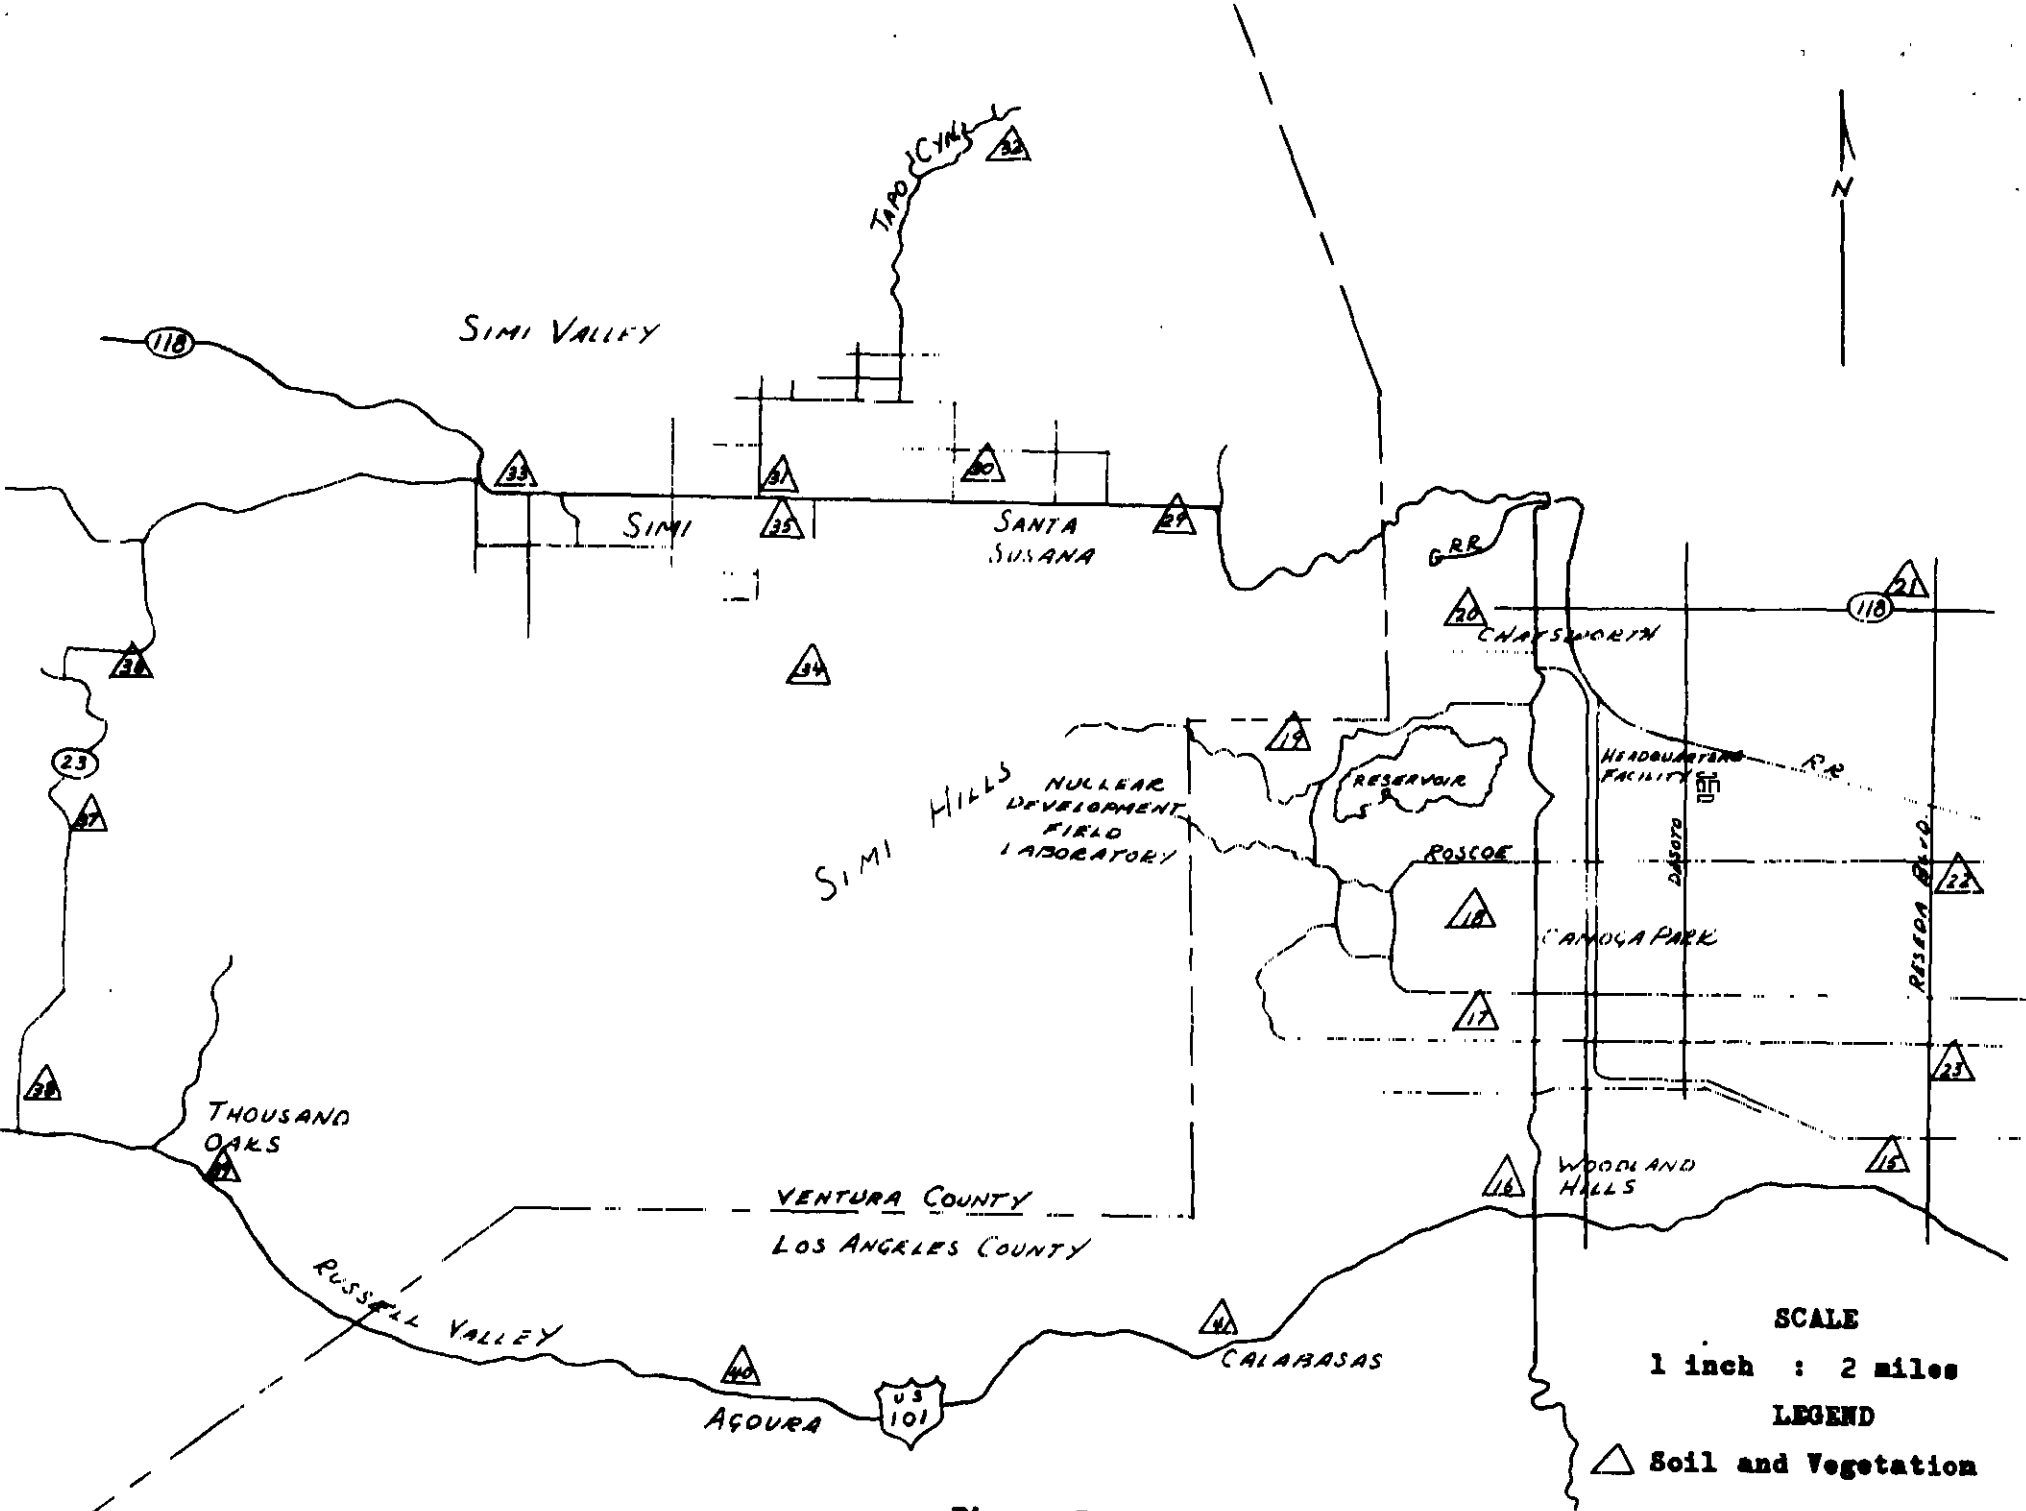 CYN.
32
TAPO
N
SIMI VALLEY
118
33
31
30
SIMI
35
SANTA
SUSANA
29
G RR
21
20
118
CHATSWORTH
36
34
19
23
HEADQUARTERS
FACILITY
RR
RESERVOIR
SIMI HILLS
NUCLEAR
DEVELOPMENT
FIELD
LABORATORY
37
ROSCOE
DASOTO
RESEDA BLVD.
22
18
CANOGA PARK
17
23
38
THOUSAND
OAKS
39
15
16
WOODLAND
HILLS
VENTURA COUNTY
LOS ANGELES COUNTY
RUSSELL VALLEY
41
CALABASAS
40
AGOURA
US
101
SCALE
1 inch : 2 miles
LEGEND
Soil and Vegetation